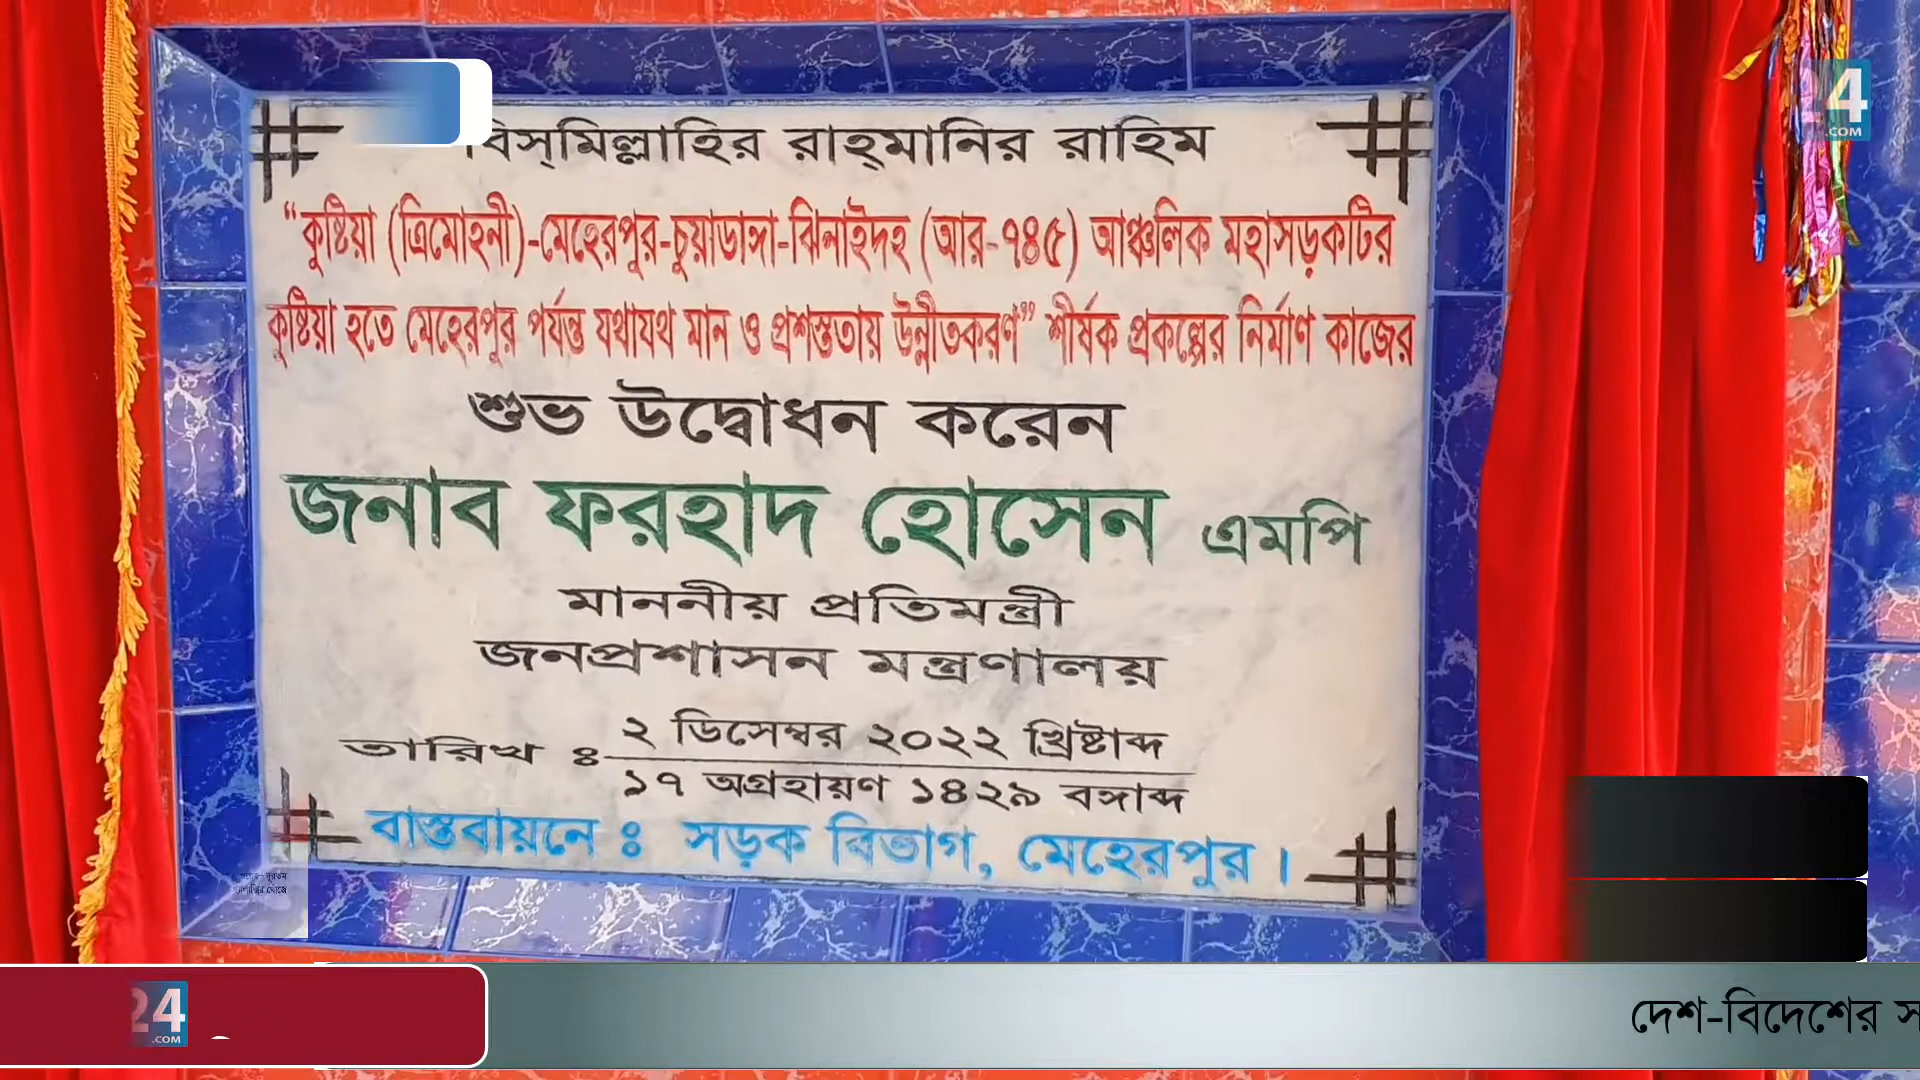 বিস্‌মিল্লাহির রাহ্‌মানির রাহিম
“কুষ্টিয়া (ত্রিমোহনী)-মেহেরপুর-চুয়াডাঙ্গা-ঝিনাইদহ (আর-৭৪৫) আঞ্চলিক মহাসড়কটির
কুষ্টিয়া হতে মেহেরপুর পর্যন্ত যথাযথ মান ও প্রশস্ততায় উন্নীতকরণ” শীর্ষক প্রকল্পের নির্মাণ কাজের
শুভ উদ্বোধন করেন
জনাব ফরহাদ হোসেন এমপি
মাননীয় প্রতিমন্ত্রী
জনপ্রশাসন মন্ত্রণালয়
তারিখ ঃ ২ ডিসেম্বর ২০২২ খ্রিষ্টাব্দ
১৭ অগ্রহায়ণ ১৪২৯ বঙ্গাব্দ
বাস্তবায়নে ঃ সড়ক বিভাগ, মেহেরপুর ।
24
.COM
24
.COM
দেশ-বিদেশের